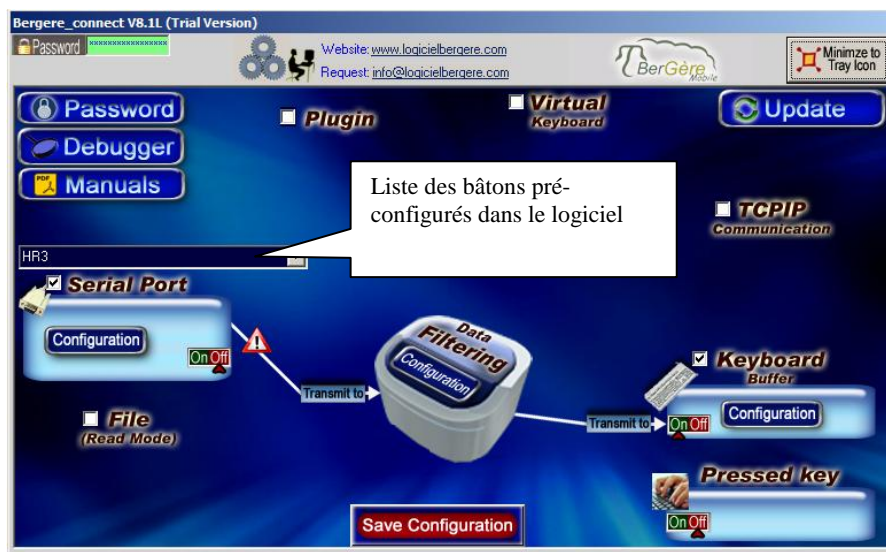 Bergere_connect V8.1L (Trial Version)
Password ****************
Website: www.logicielbergere.com
Request: info@logicielbergere.com
BerGère
Mobile
Minimze to
Tray Icon
Password
Debugger
Manuals
Plugin
Virtual
Keyboard
Update
Liste des bâtons pré-
configurés dans le logiciel
TCPIP
Communication
HR3
Serial Port
Configuration
On Off
Transmit to
Data
Filtering
Configuration
Transmit to
Keyboard
Buffer
On Off
Configuration
File
(Read Mode)
Pressed key
On Off
Save Configuration